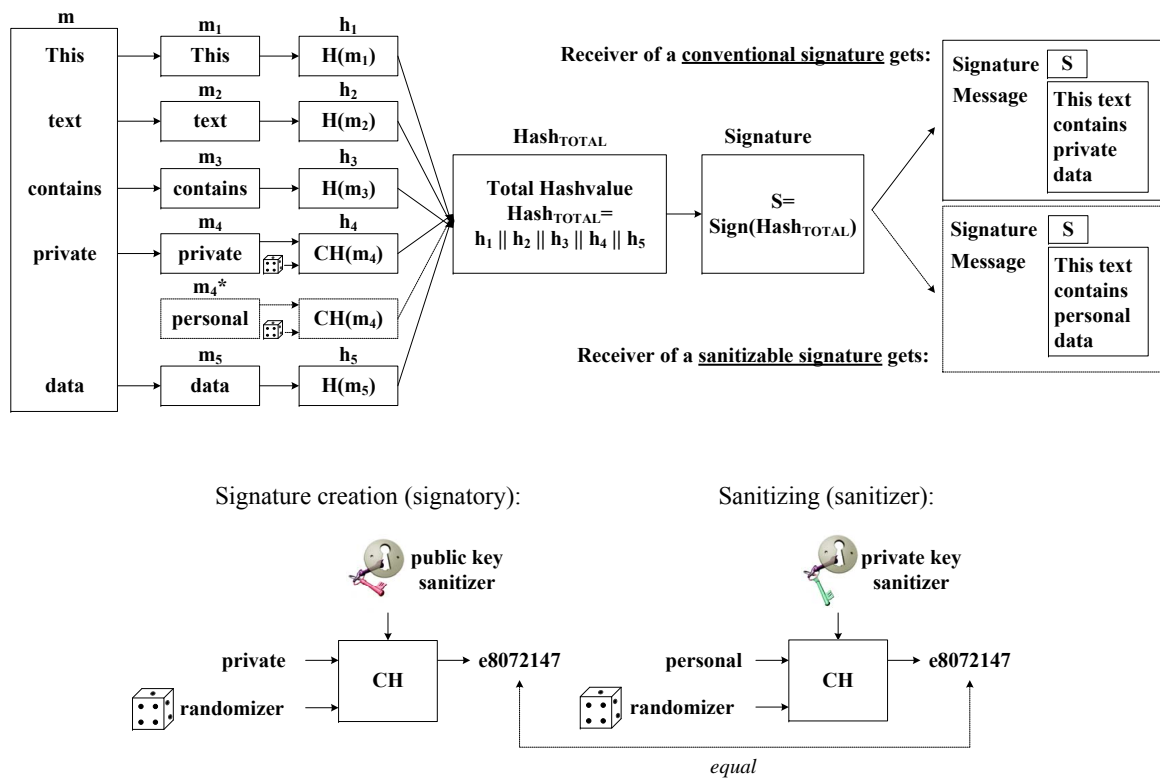 m
This
text
contains
private
data
m₁
This
h₁
H(m₁)
m₂
text
h₂
H(m₂)
m₃
contains
h₃
H(m₃)
m₄
private
h₄
CH(m₄)
m₄*
personal
CH(m₄)
m₅
data
h₅
H(m₅)
Hash_TOTAL
Total Hashvalue
Hash_TOTAL=
h₁ || h₂ || h₃ || h₄ || h₅
Signature
S=
Sign(Hash_TOTAL)
Receiver of a conventional signature gets:
Signature S
Message
This text
contains
private
data
Receiver of a sanitizable signature gets:
Signature S
Message
This text
contains
personal
data
Signature creation (signatory):
public key
sanitizer
private
randomizer
CH
e8072147
Sanitizing (sanitizer):
private key
sanitizer
personal
randomizer
CH
e8072147
equal